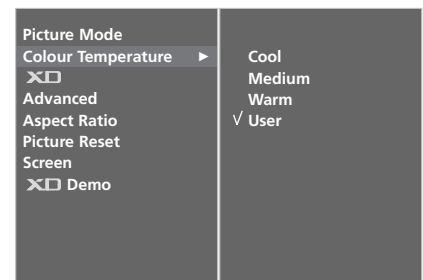 Picture Mode
Colour Temperature ►
XD
Advanced
Aspect Ratio
Picture Reset
Screen
XD Demo
Cool
Medium
Warm
√ User